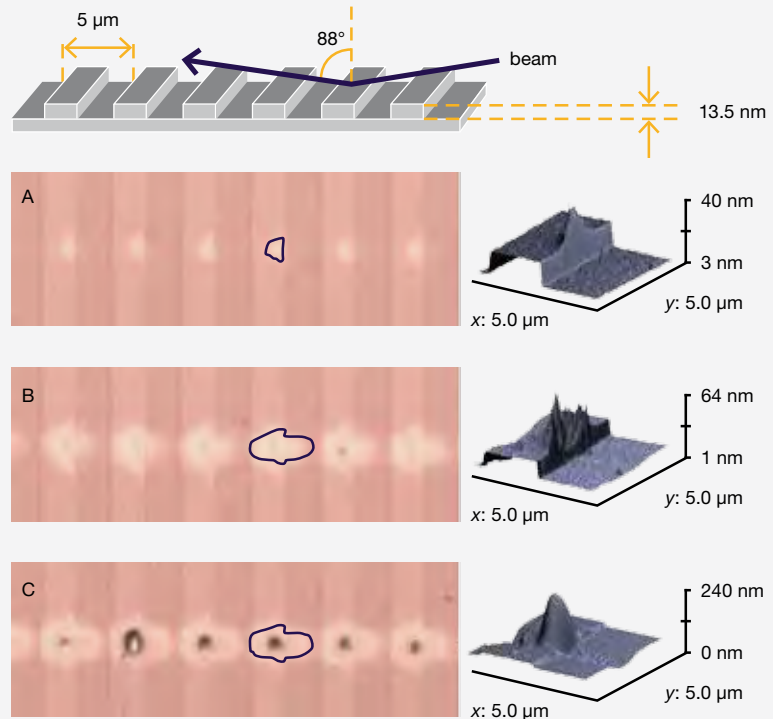 5 µm
88°
beam
13.5 nm
A
40 nm
3 nm
x: 5.0 µm
y: 5.0 µm
B
64 nm
1 nm
x: 5.0 µm
y: 5.0 µm
C
240 nm
0 nm
x: 5.0 µm
y: 5.0 µm